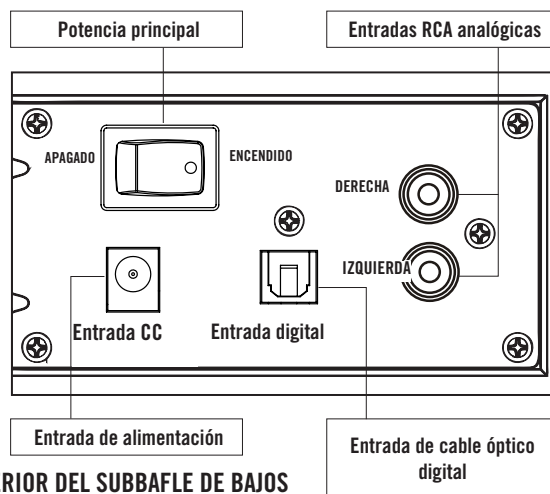 Potencia principal
Entradas RCA analógicas
APAGADO
ENCENDIDO
DERECHA
IZQUIERDA
Entrada CC
Entrada digital
Entrada de alimentación
Entrada de cable óptico
digital
ERIOR DEL SUBBAFLE DE BAJOS